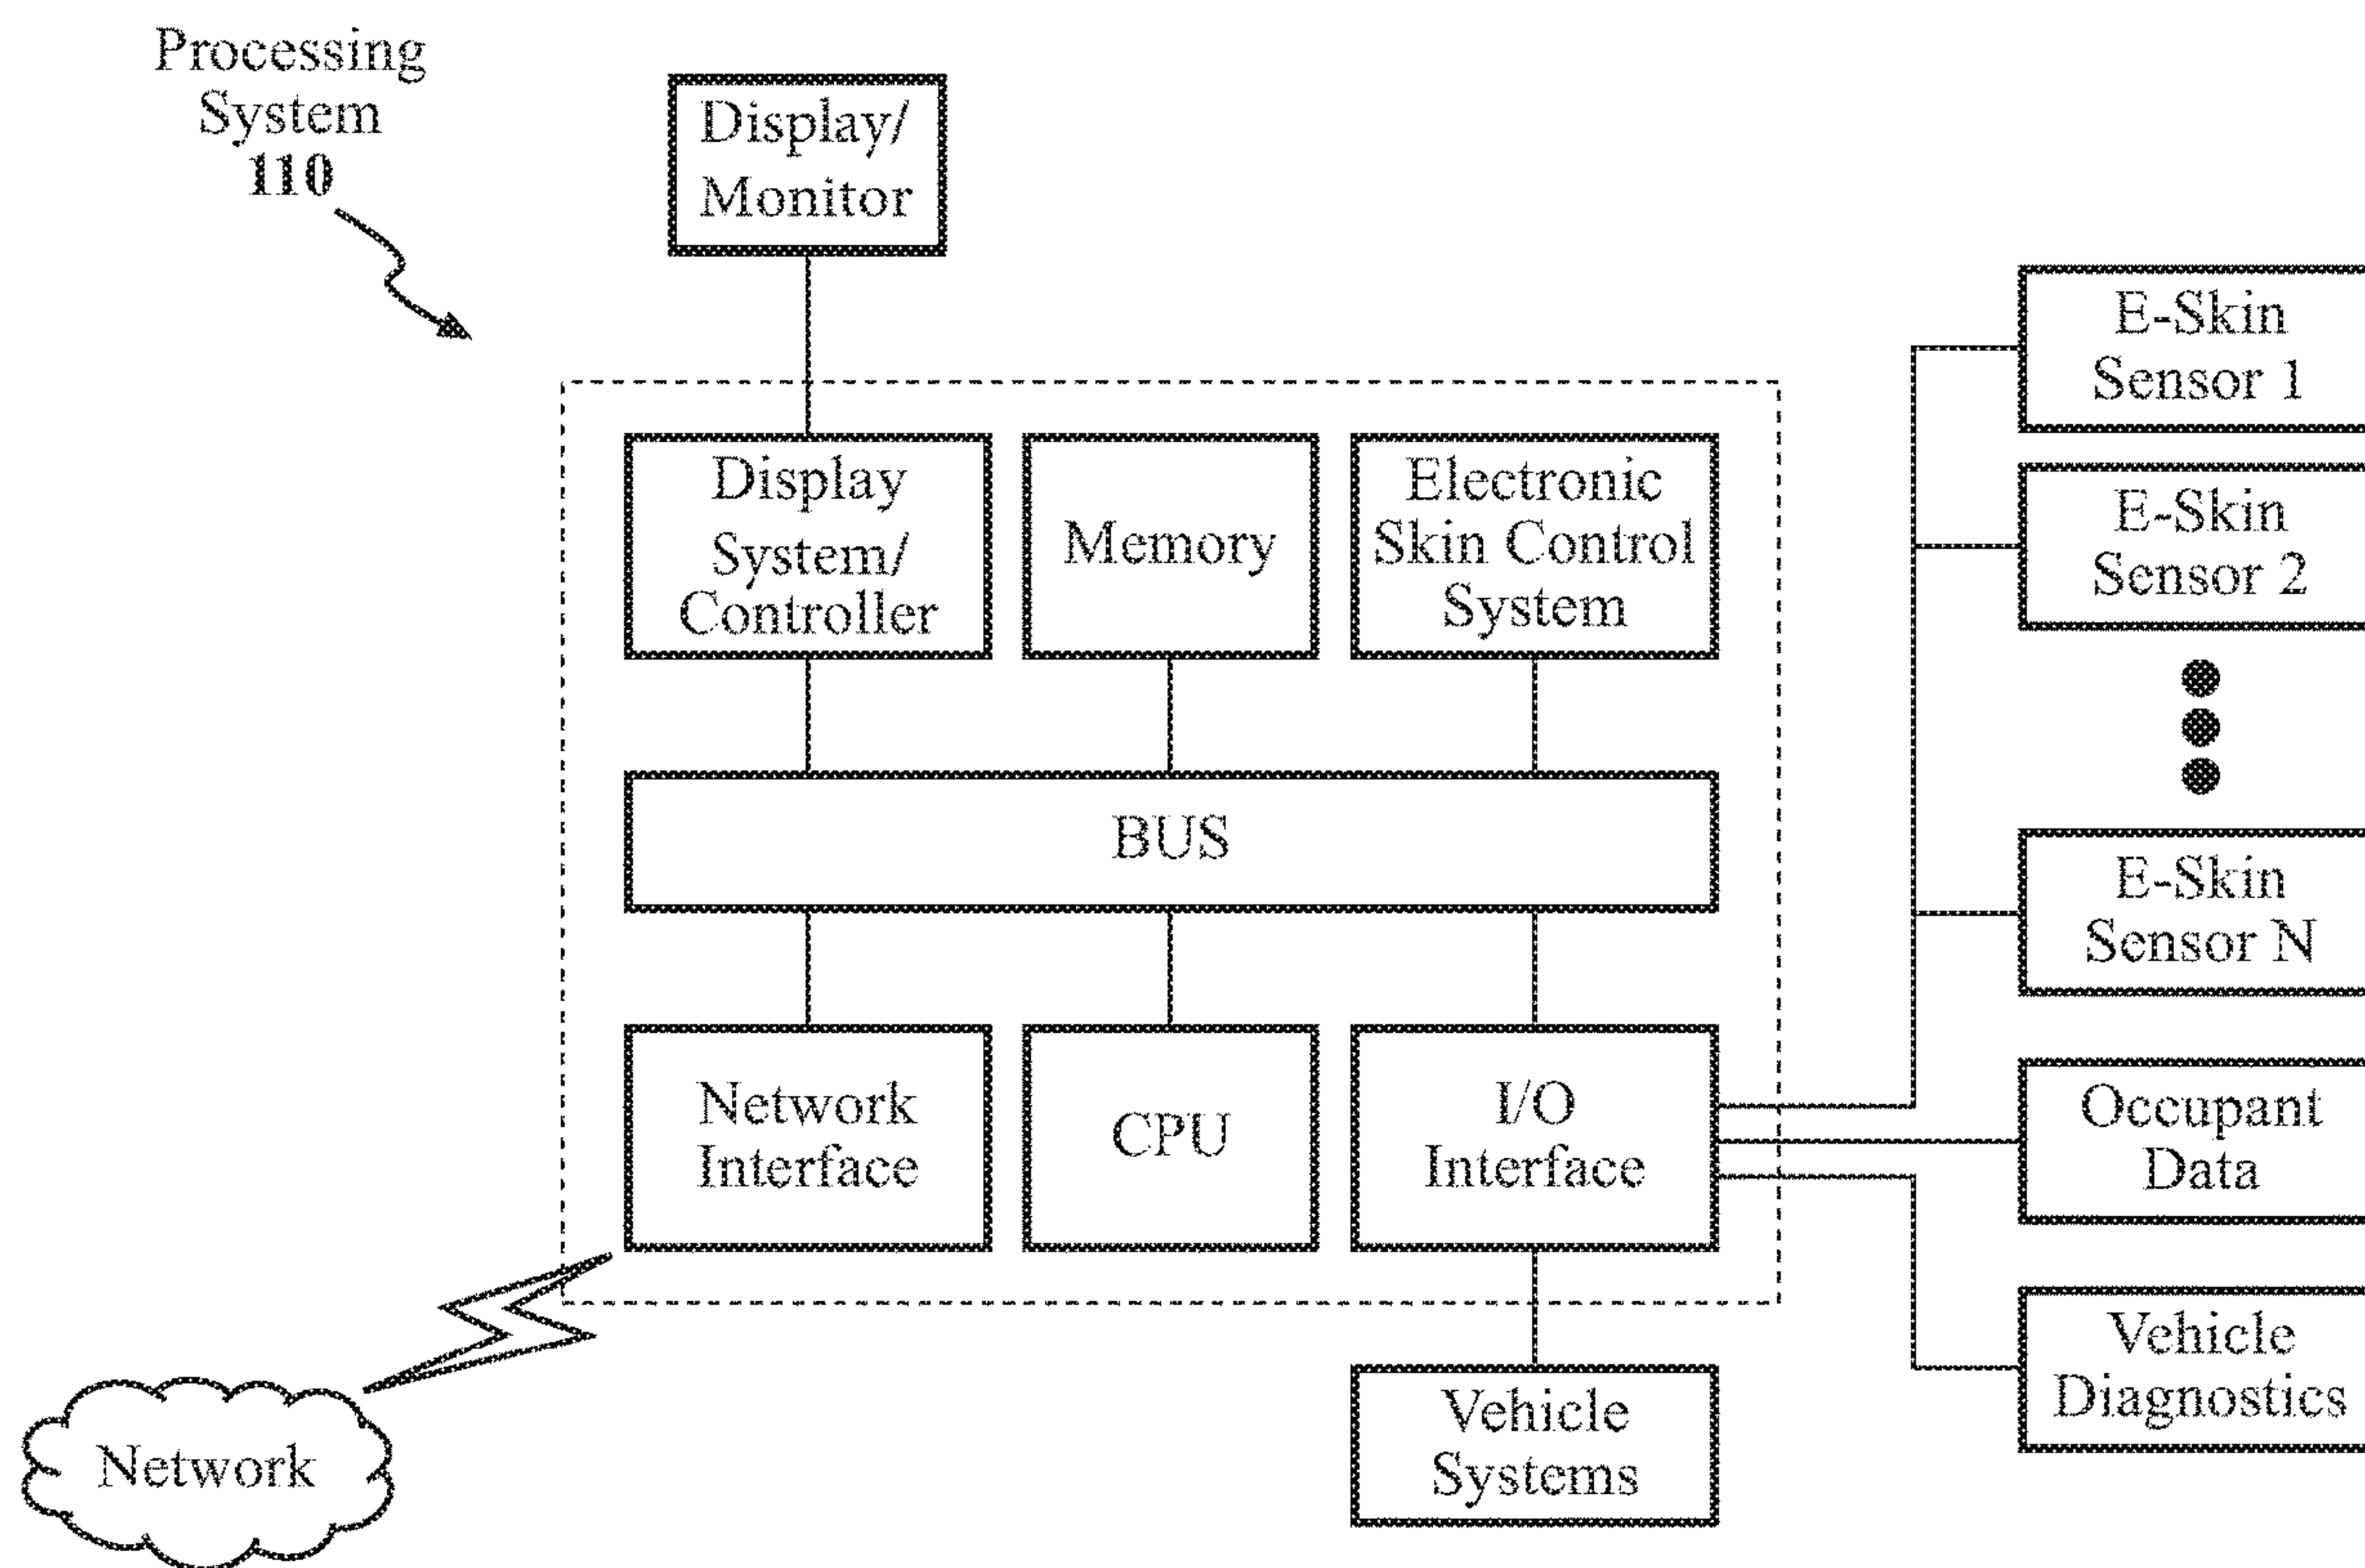 Processing
System
110
Display/
Monitor
E-Skin
Sensor 1
Display
System/
Controller
Memory
Electronic
Skin Control
System
E-Skin
Sensor 2
BUS
E-Skin
Sensor N
Network
Interface
CPU
I/O
Interface
Occupant
Data
Vehicle
Diagnostics
Network
Vehicle
Systems